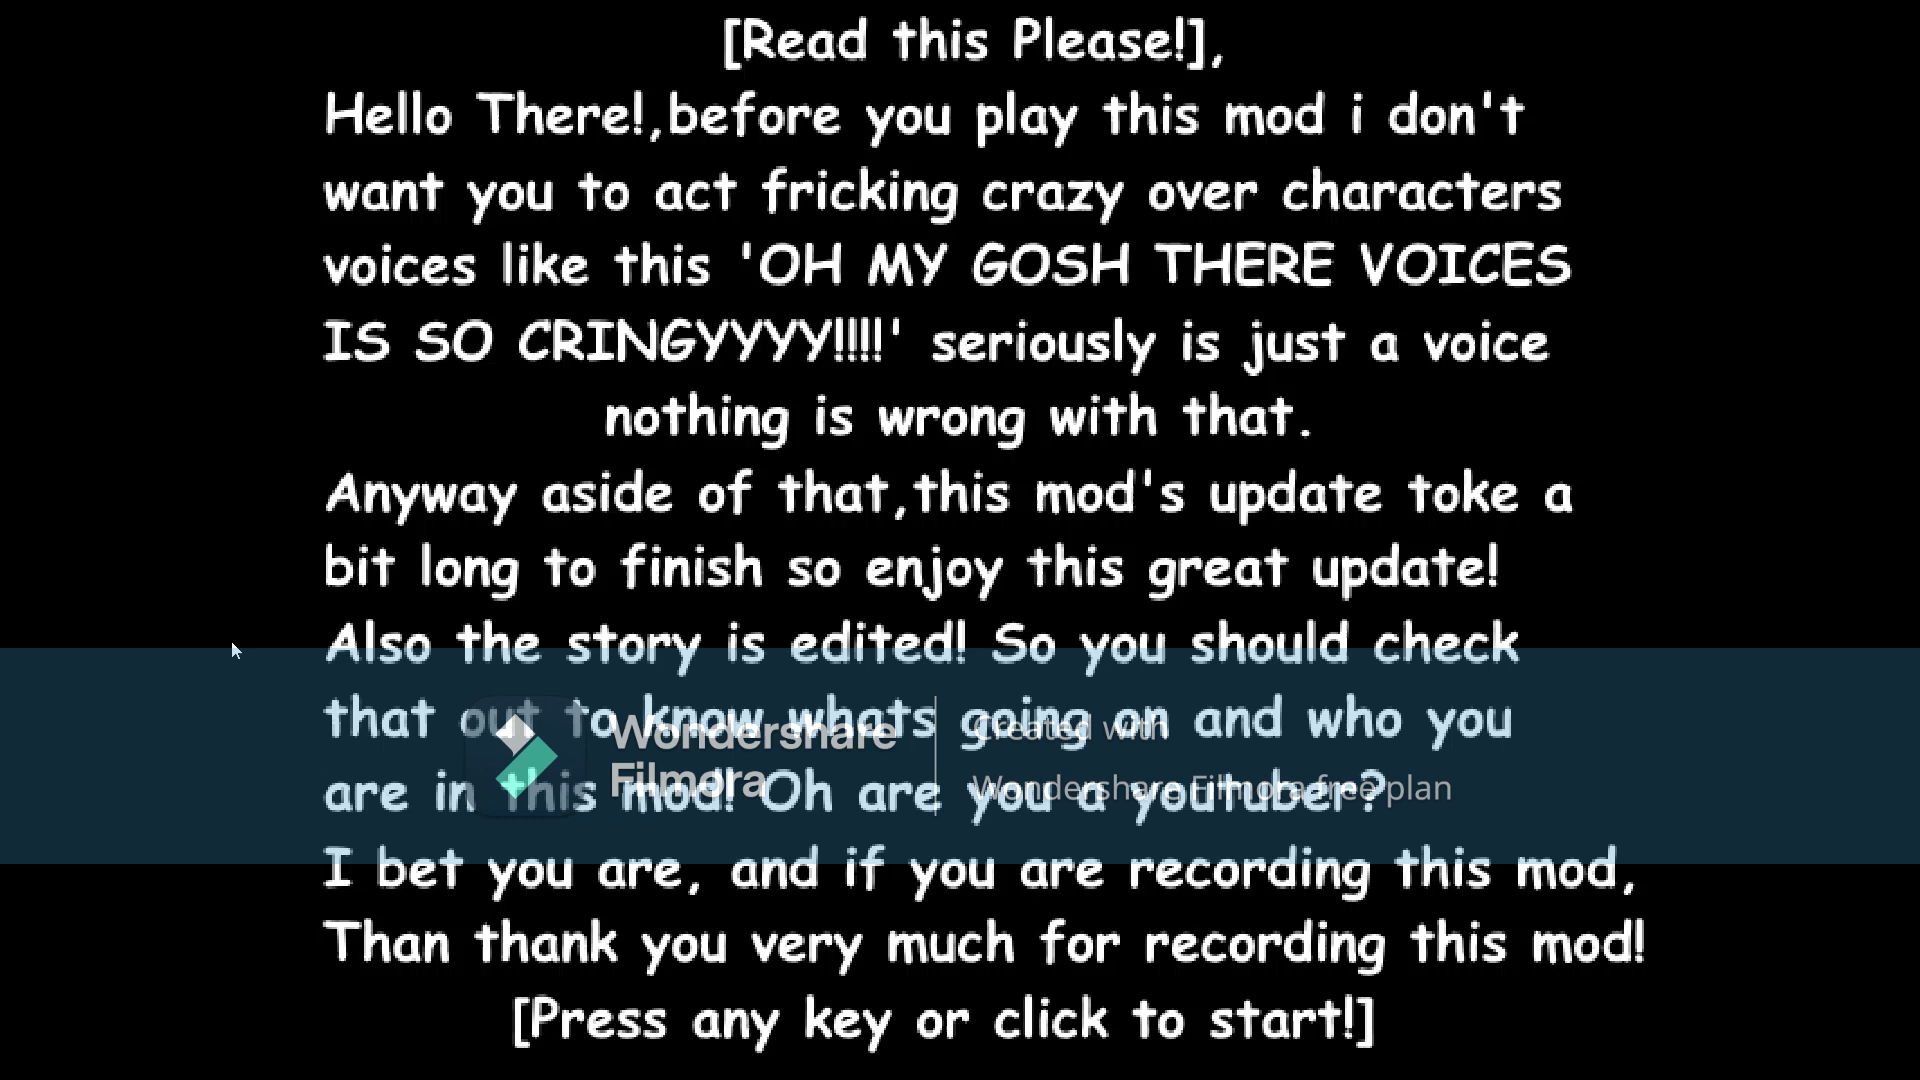 [Read this Please!],
Hello There!,before you play this mod i don't
want you to act fricking crazy over characters
voices like this 'OH MY GOSH THERE VOICES
IS SO CRINGYYYY!!!!' seriously is just a voice
nothing is wrong with that.
Anyway aside of that,this mod's update toke a
bit long to finish so enjoy this great update!
Also the story is edited! So you should check
that out to know whats going on and who you
are in this mod! Oh are you a youtuber?
I bet you are, and if you are recording this mod,
Than thank you very much for recording this mod!
[Press any key or click to start!]
Wondershare
Filmora
Created with
Wondershare Filmora free plan